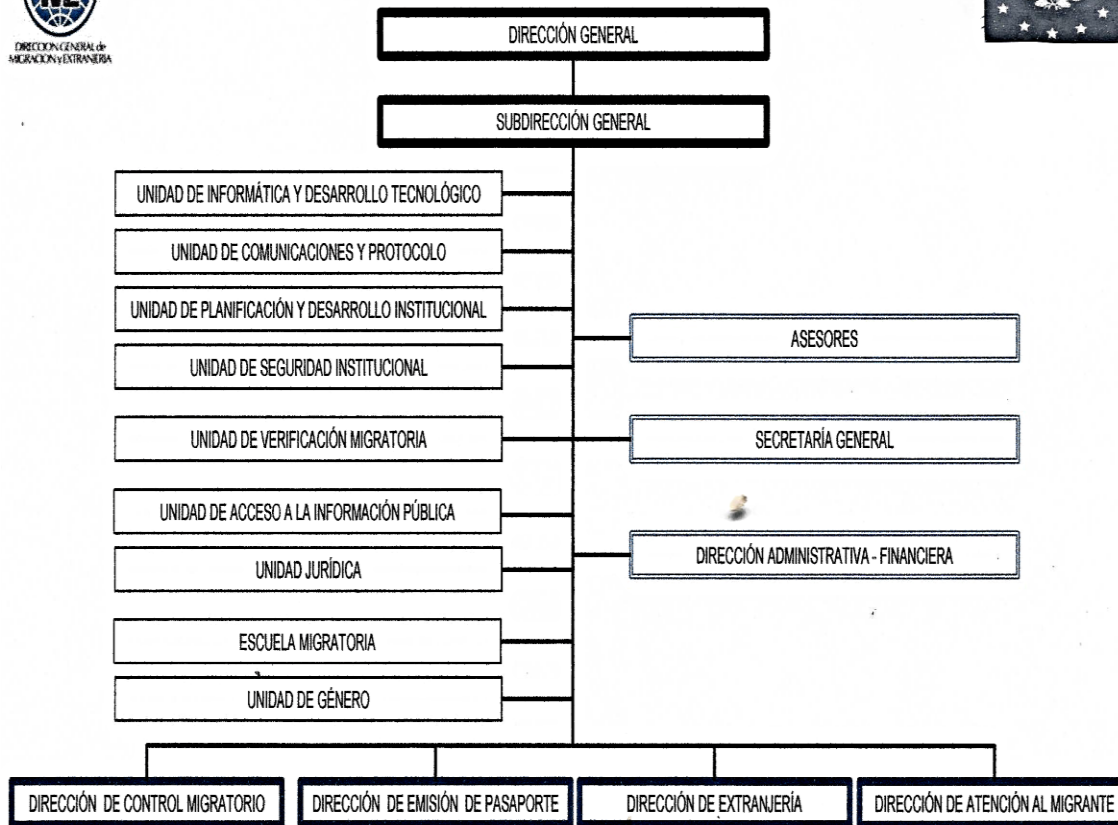 DIRECCIÓN GENERAL de
MIGRACIÓN y EXTRANJERÍA
DIRECCIÓN GENERAL
SUBDIRECCIÓN GENERAL
UNIDAD DE INFORMÁTICA Y DESARROLLO TECNOLÓGICO
UNIDAD DE COMUNICACIONES Y PROTOCOLO
UNIDAD DE PLANIFICACIÓN Y DESARROLLO INSTITUCIONAL
UNIDAD DE SEGURIDAD INSTITUCIONAL
UNIDAD DE VERIFICACIÓN MIGRATORIA
UNIDAD DE ACCESO A LA INFORMACIÓN PÚBLICA
UNIDAD JURÍDICA
ESCUELA MIGRATORIA
UNIDAD DE GÉNERO
ASESORES
SECRETARÍA GENERAL
DIRECCIÓN ADMINISTRATIVA - FINANCIERA
DIRECCIÓN DE CONTROL MIGRATORIO
DIRECCIÓN DE EMISIÓN DE PASAPORTE
DIRECCIÓN DE EXTRANJERÍA
DIRECCIÓN DE ATENCIÓN AL MIGRANTE